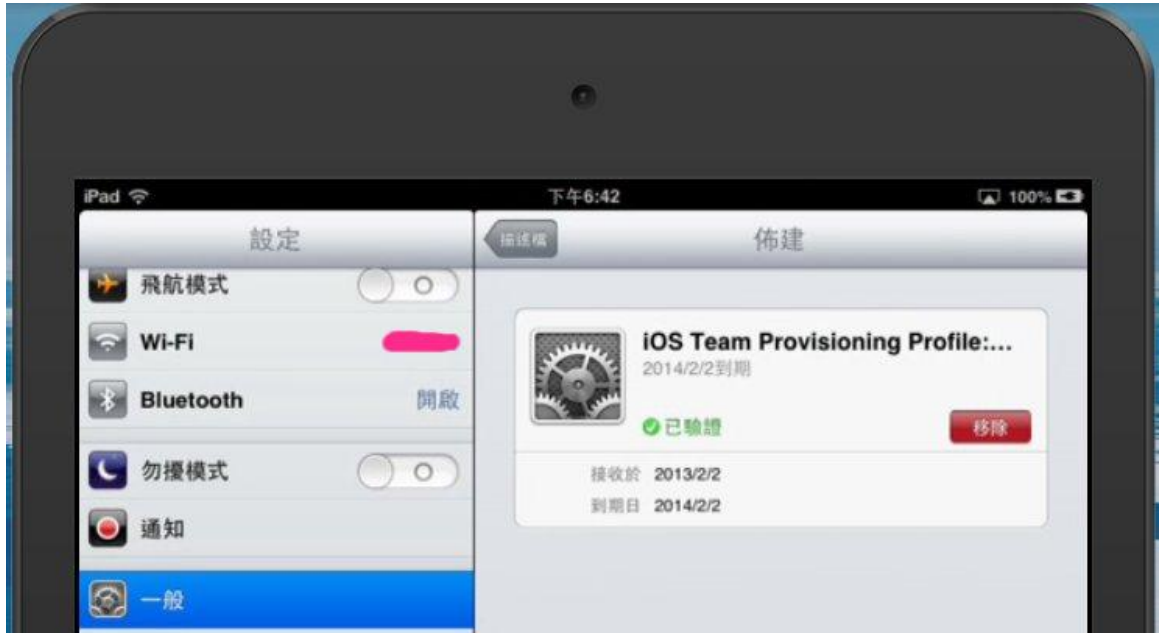 iPad 下午6:42 100%
設定
描述檔 佈建
飛航模式
Wi-Fi
Bluetooth 開啟
勿擾模式
通知
一般
iOS Team Provisioning Profile:...
2014/2/2到期
已驗證 移除
接收於 2013/2/2
到期日 2014/2/2